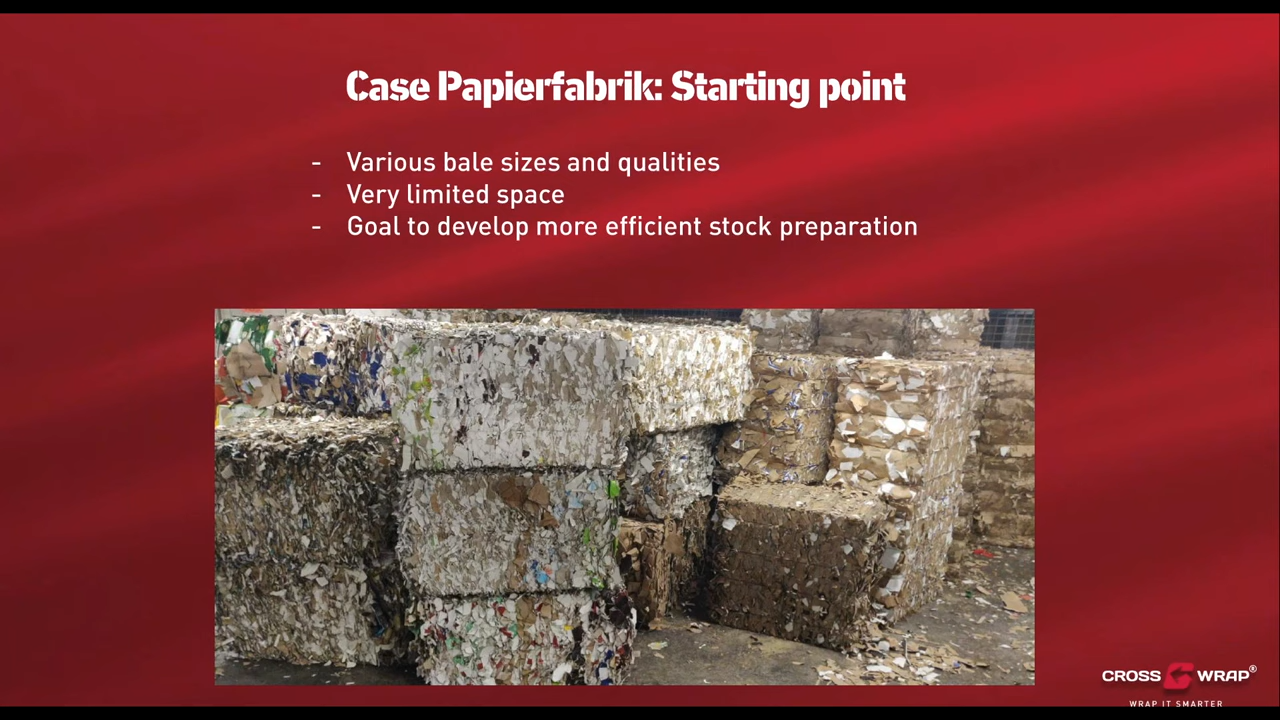 Case Papierfabrik: Starting point
- Various bale sizes and qualities
- Very limited space
- Goal to develop more efficient stock preparation
CROSS WRAP®
WRAP IT SMARTER